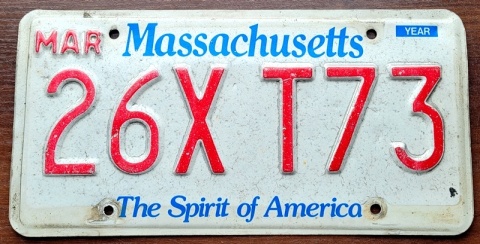 MAR Massachusetts YEAR
26X T73
The Spirit of America